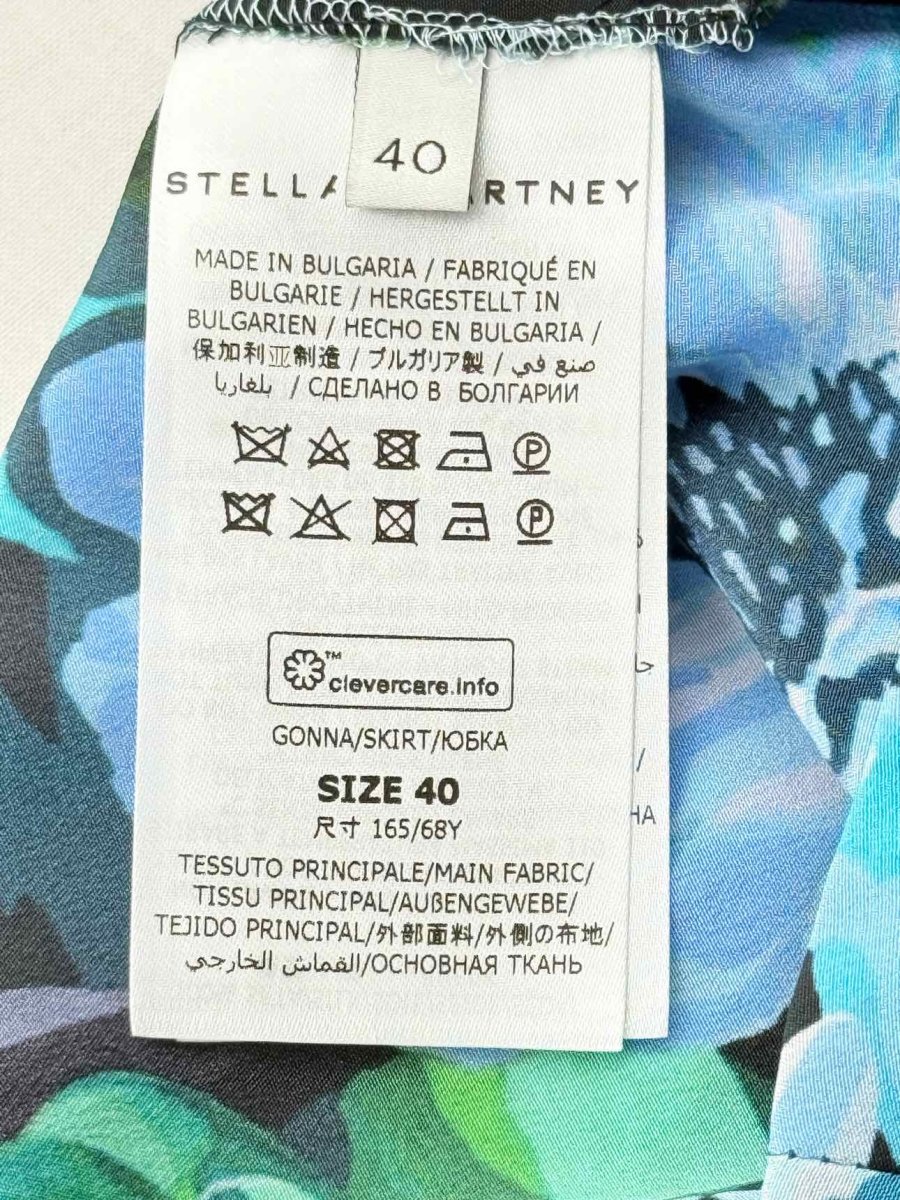 40
STELLA ARTNEY
MADE IN BULGARIA / FABRIQUÉ EN
BULGARIE / HERGESTELLT IN
BULGARIEN / HECHO EN BULGARIA /
保加利亚制造 / ブルガリア製 / صنع في
بلغاريا / СДЕЛАНО В БОЛГАРИИ
P
P
™
clevercare.info
GONNA/SKIRT/ЮБКА
SIZE 40
尺寸 165/68Y
TESSUTO PRINCIPALE/MAIN FABRIC/
TISSU PRINCIPAL/AUßENGEWEBE/
TEJIDO PRINCIPAL/外部面料/外側の布地/
القماش الخارجي/ОСНОВНАЯ ТКАНЬ
НА